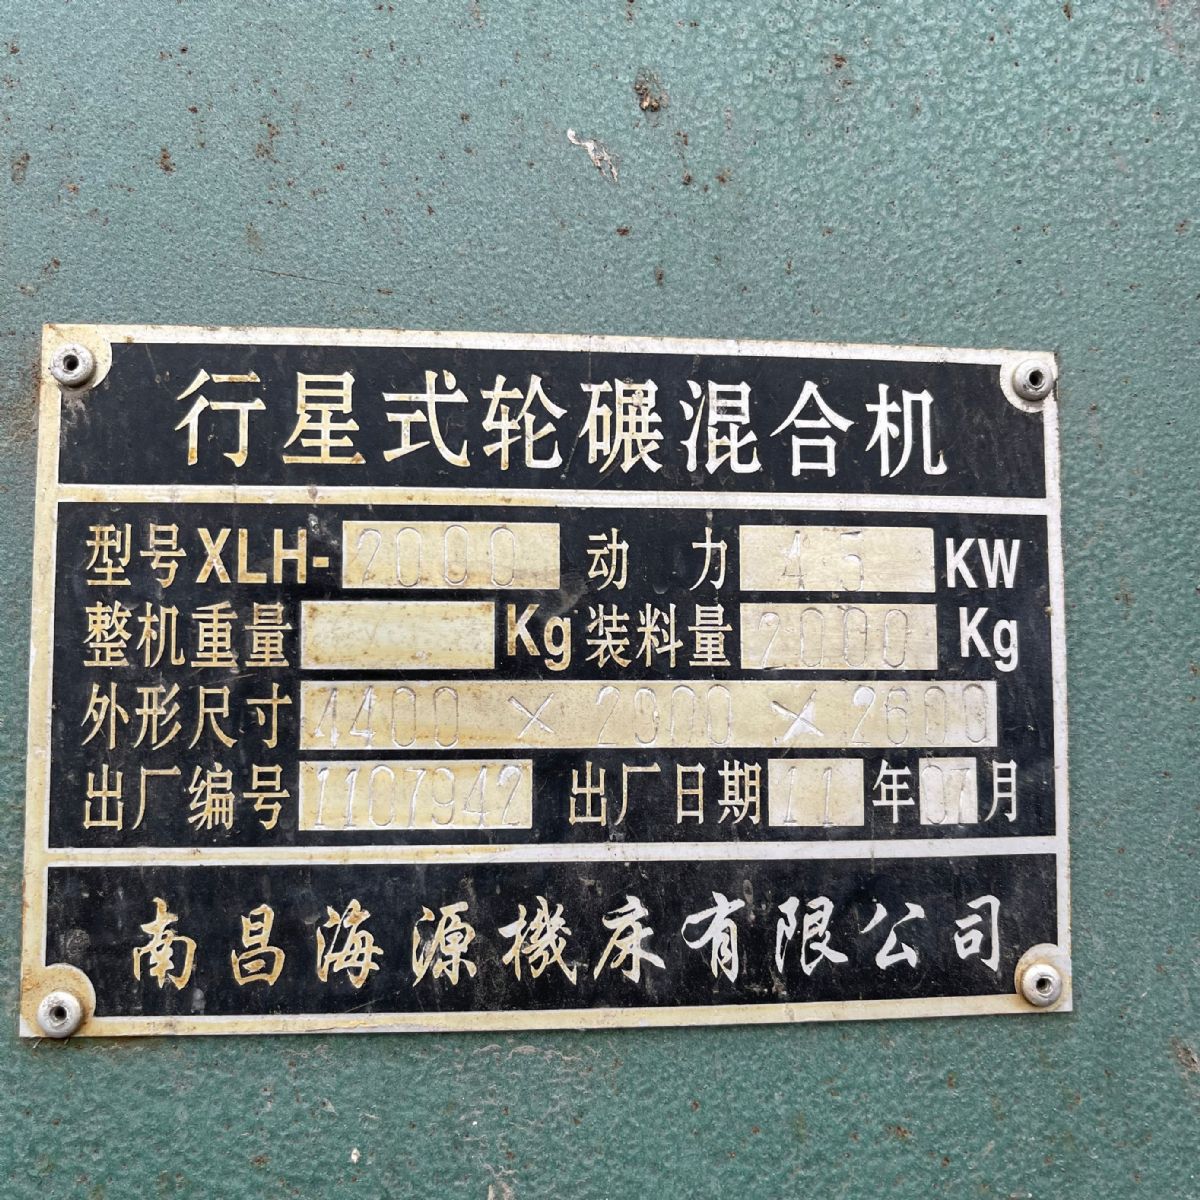 行星式轮碾混合机
型号XLH-2000 动力 45 KW
整机重量 Kg 装料量 2000 Kg
外形尺寸 4400×2900×2600
出厂编号 1107942 出厂日期 11 年 07 月
南昌海源機床有限公司